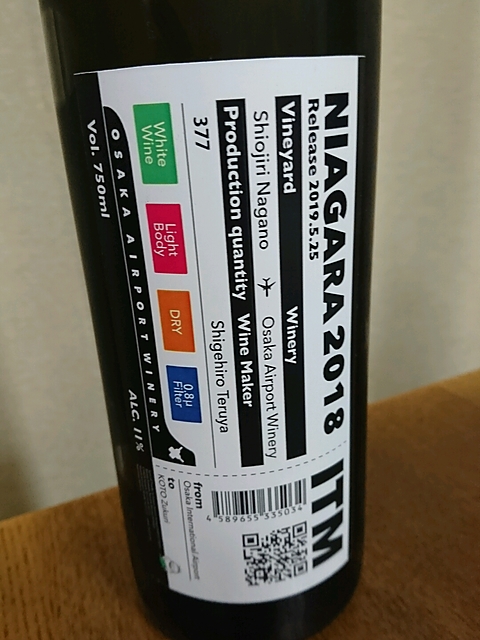 NIAGARA 2018
Release 2019.5.25
Vineyard Winery
Shiojiri Nagano Osaka Airport Winery
Production quantity Wine Maker
377 Shigehiro Teruya
White Wine
Light Body
DRY
0.8μ Filter
OSAKA AIRPORT WINERY
Vol. 750ml ALC. 11%
ITM
4 589655 335034
from
Osaka International Airport
to